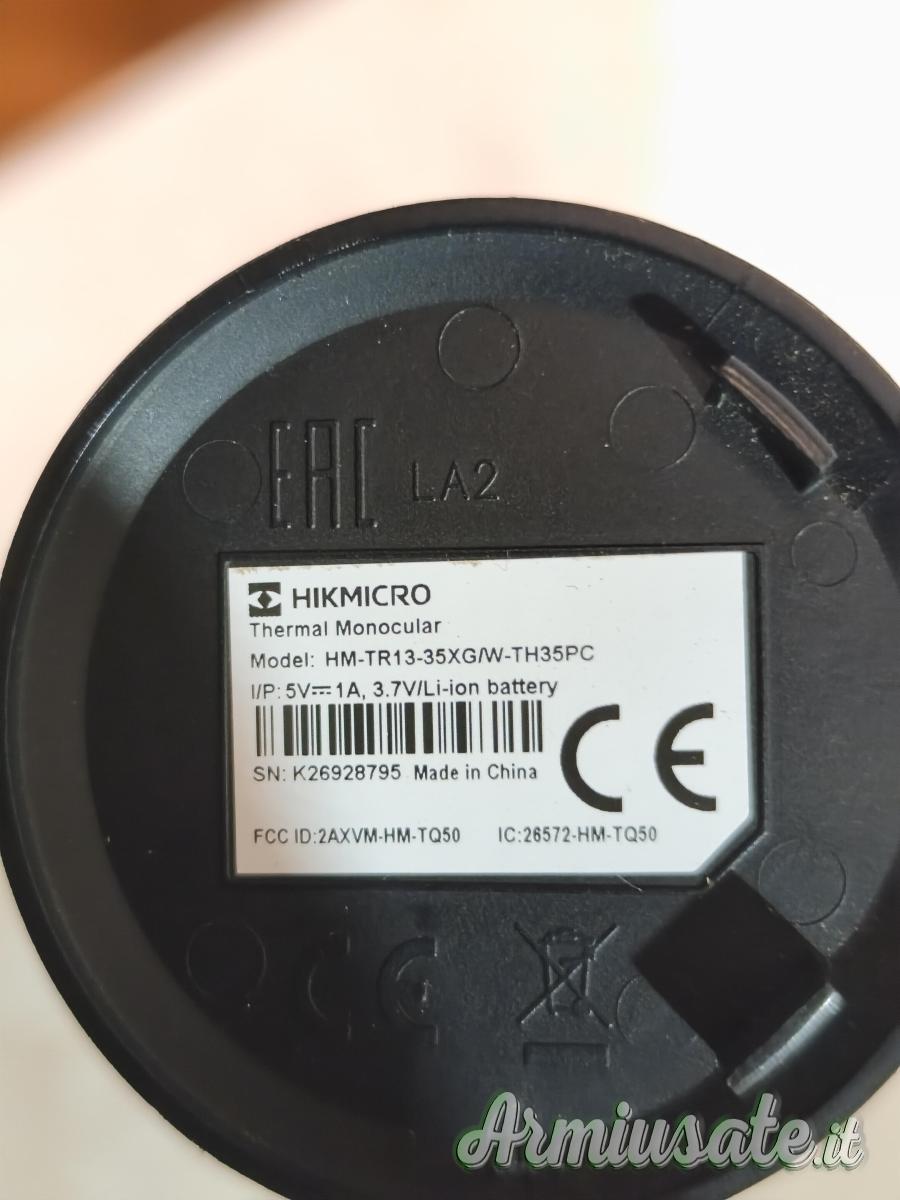 EAC LA2
HIKMICRO
Thermal Monocular
Model: HM-TR13-35XG/W-TH35PC
I/P: 5V⎓1A, 3.7V/Li-ion battery
SN: K26928795 Made in China
CE
FCC ID:2AXVM-HM-TQ50 IC:26572-HM-TQ50
CE
Armiusate.it